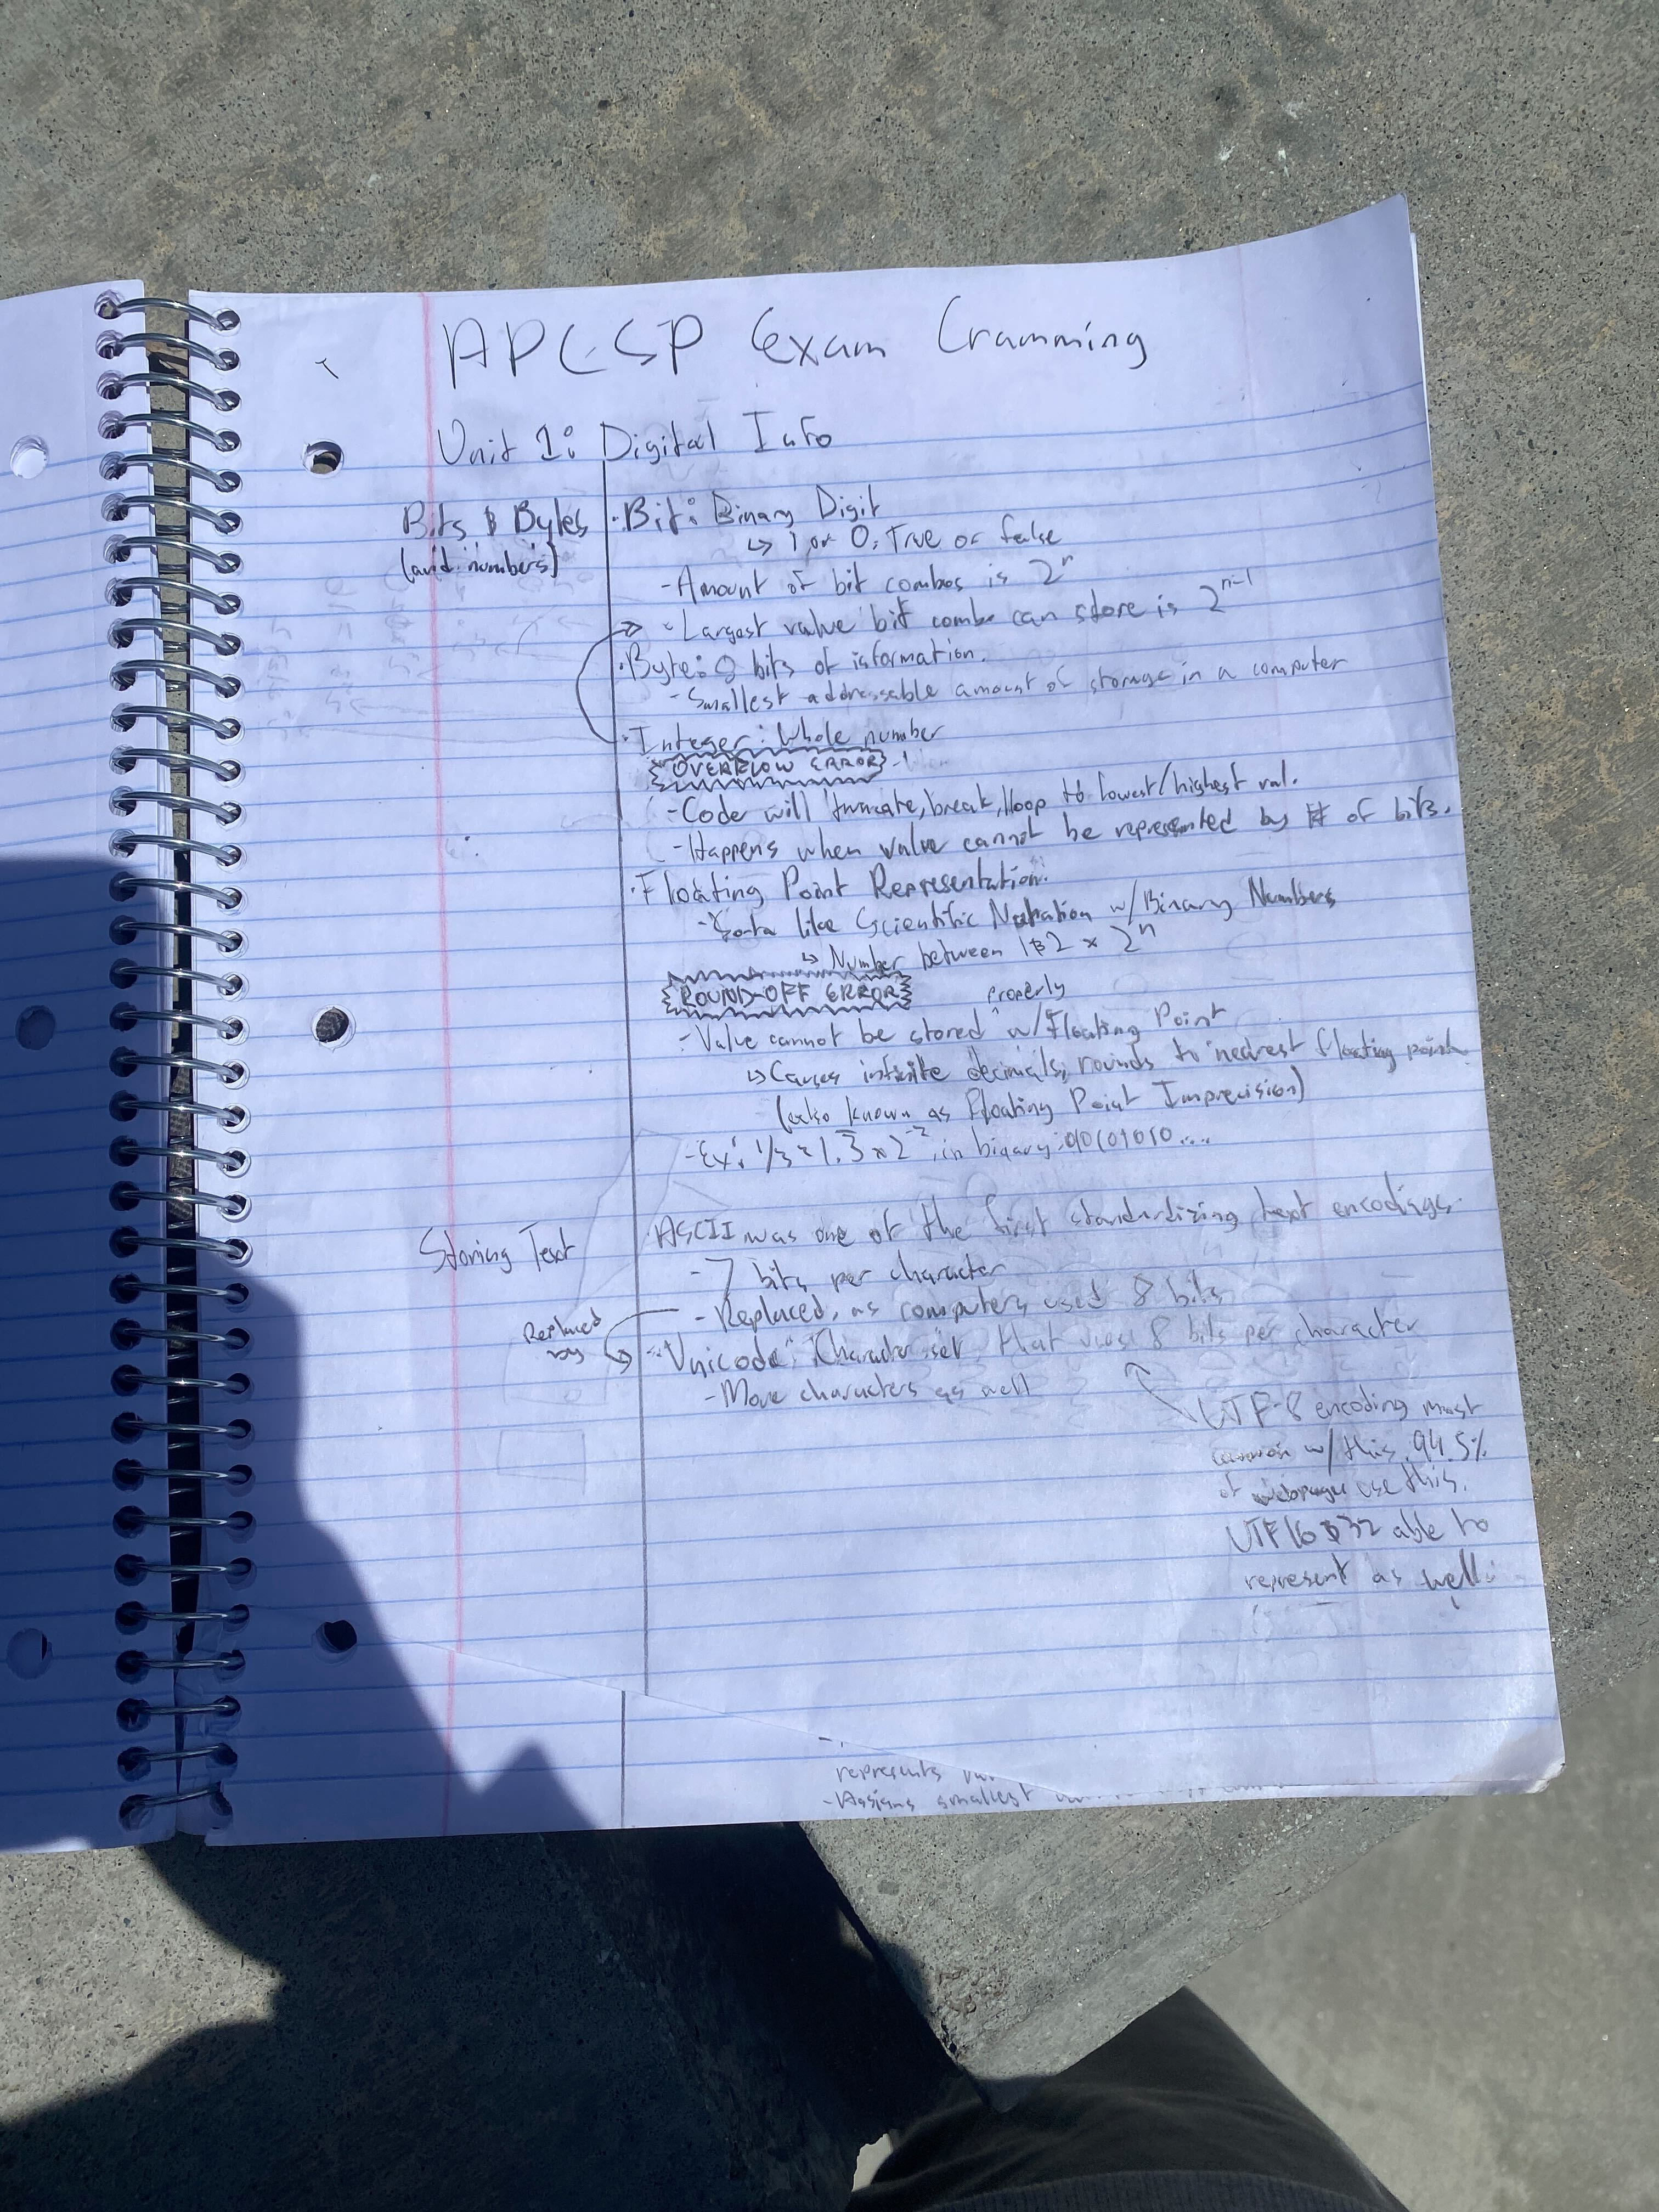 APCSP Exam Cramming
Unit 1: Digital Info
Bits & Bytes
(and numbers)
·Bit: Binary Digit
↳ 1 or 0, True or false
-Amount of bit combos is 2ⁿ
-Largest value bit combo can store is 2ⁿ⁻¹
·Byte: 8 bits of information.
-Smallest addressable amount of storage in a computer
·Integer: Whole number
OVERFLOW ERROR
-Code will truncate, break, loop to lowest/highest val.
-Happens when value cannot be represented by # of bits.
·Floating Point Representation:
-Sorta like Scientific Notation w/Binary Numbers
↳ Number between 1&2 × 2ⁿ
ROUND-OFF ERROR
-Value cannot be stored properly w/Floating Point
↳ Causes infinite decimals, rounds to nearest floating point
(also known as Floating Point Imprecision)
-Ex: 1/3 = 1.3̅ × 2⁻², in binary: 01010101010....
Storing Text
ASCII was one of the first standardizing text encodings
-7 bits per character
-Replaced, as computers used 8 bits
Replaced
by
Unicode: Character set that uses 8 bits per character
-More characters as well
UTF-8 encoding most
common w/this. 94.5%
of webpages use this.
UTF16 & 32 able to
represent as well.
represents
-Assigns smallest